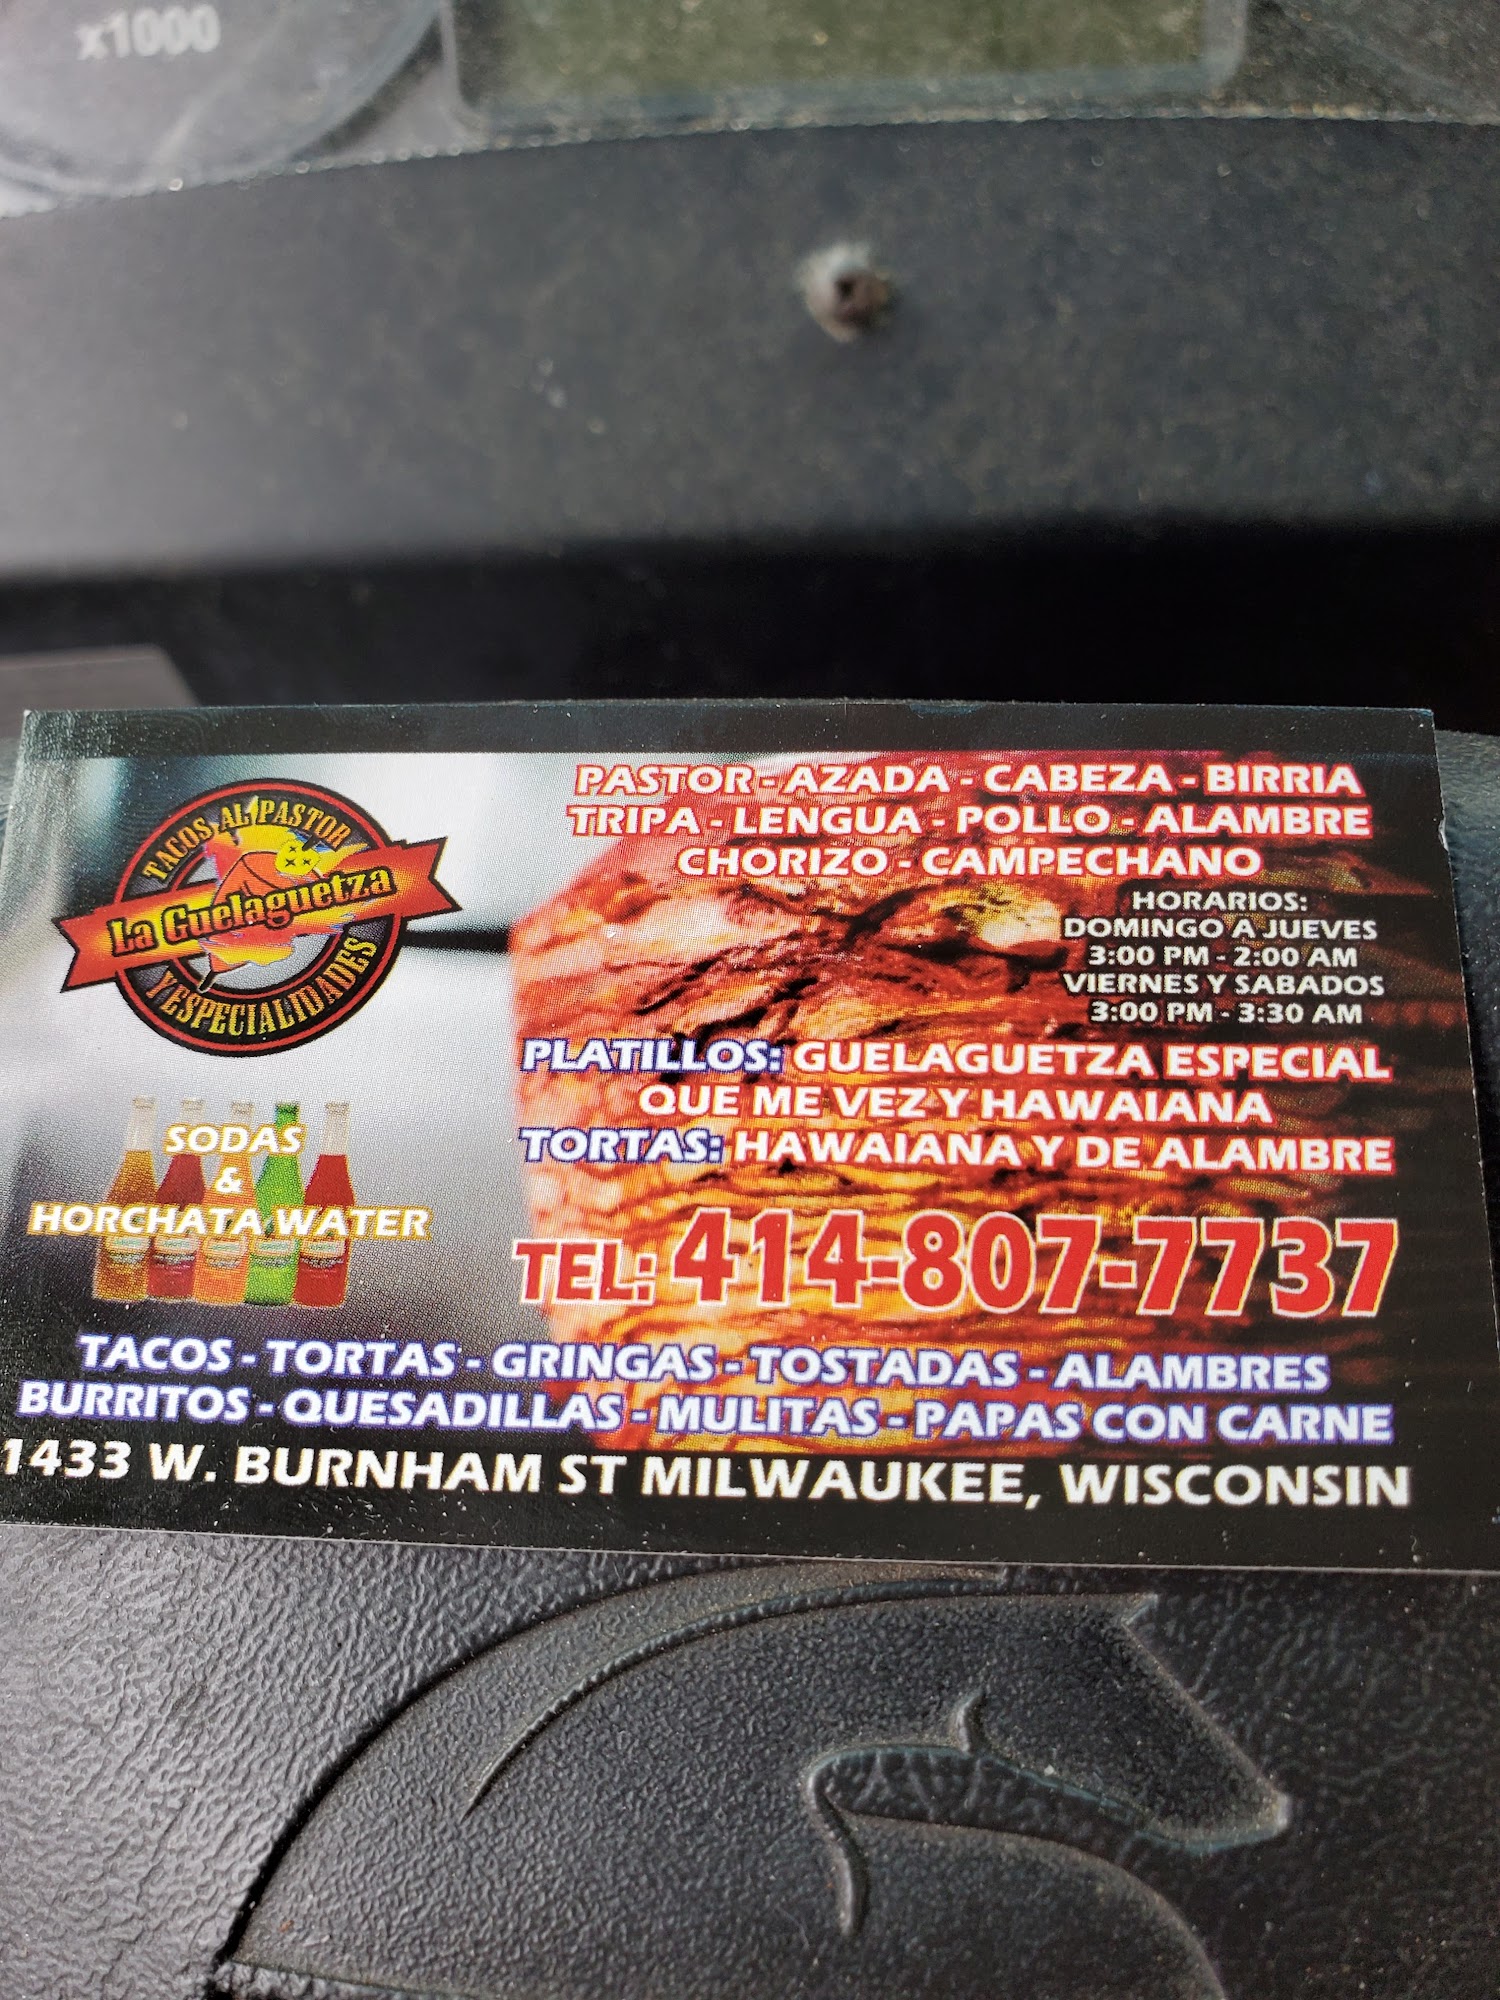 x1000
TACOS AL PASTOR
La Guelaguetza
Y ESPECIALIDADES
PASTOR - AZADA - CABEZA - BIRRIA
TRIPA - LENGUA - POLLO - ALAMBRE
CHORIZO - CAMPECHANO
HORARIOS:
DOMINGO A JUEVES
3:00 PM - 2:00 AM
VIERNES Y SABADOS
3:00 PM - 3:30 AM
PLATILLOS: GUELAGUETZA ESPECIAL
QUE ME VEZ Y HAWAIANA
TORTAS: HAWAIANA Y DE ALAMBRE
SODAS
&
HORCHATA WATER
TEL: 414-807-7737
TACOS - TORTAS - GRINGAS - TOSTADAS - ALAMBRES
BURRITOS - QUESADILLAS - MULITAS - PAPAS CON CARNE
1433 W. BURNHAM ST MILWAUKEE, WISCONSIN